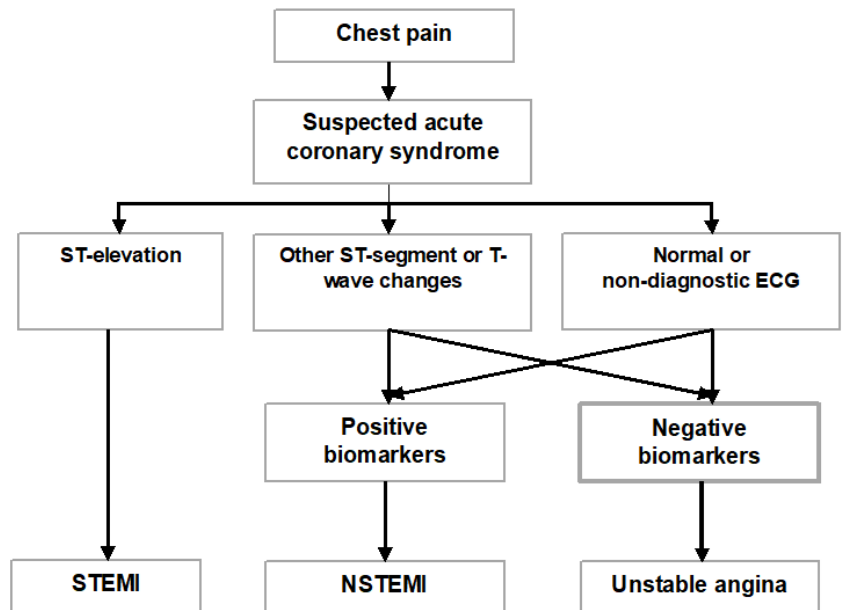 Chest pain
Suspected acute
coronary syndrome
ST-elevation
Other ST-segment or T-
wave changes
Normal or
non-diagnostic ECG
Positive
biomarkers
Negative
biomarkers
STEMI
NSTEMI
Unstable angina